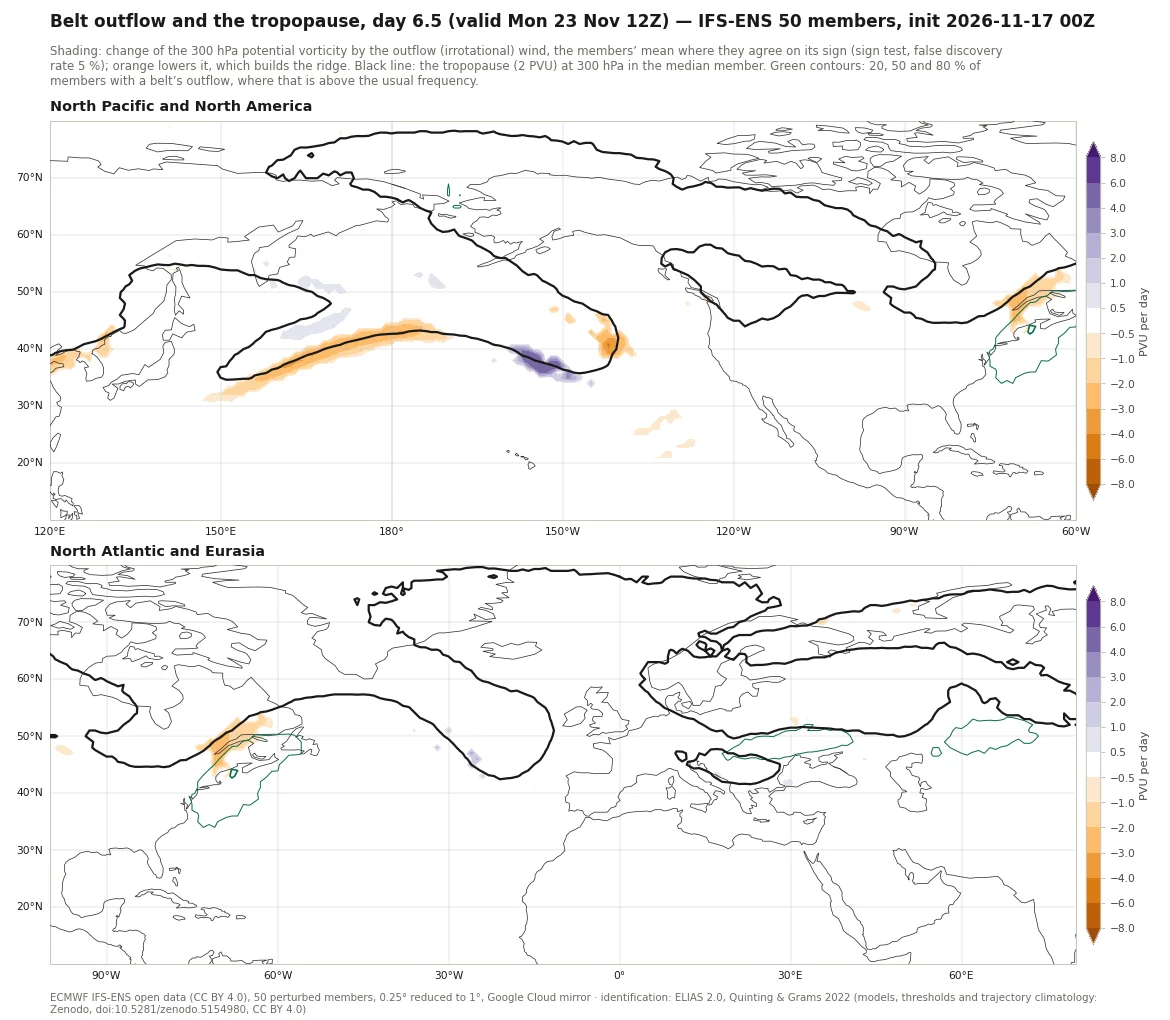 Belt outflow and the tropopause, day 6.5 (valid Mon 23 Nov 12Z) — IFS-ENS 50 members, init 2026-11-17 00Z
Shading: change of the 300 hPa potential vorticity by the outflow (irrotational) wind, the members’ mean where they agree on its sign (sign test, false discovery
rate 5 %); orange lowers it, which builds the ridge. Black line: the tropopause (2 PVU) at 300 hPa in the median member. Green contours: 20, 50 and 80 % of
members with a belt’s outflow, where that is above the usual frequency.
North Pacific and North America
70°N
60°N
50°N
40°N
30°N
20°N
120°E
150°E
180°
150°W
120°W
90°W
60°W
8.0
6.0
4.0
3.0
2.0
1.0
0.5
−0.5
−1.0
−2.0
−3.0
−4.0
−6.0
−8.0
PVU per day
North Atlantic and Eurasia
70°N
60°N
50°N
40°N
30°N
20°N
90°W
60°W
30°W
0°
30°E
60°E
8.0
6.0
4.0
3.0
2.0
1.0
0.5
−0.5
−1.0
−2.0
−3.0
−4.0
−6.0
−8.0
PVU per day
ECMWF IFS-ENS open data (CC BY 4.0), 50 perturbed members, 0.25° reduced to 1°, Google Cloud mirror · identification: ELIAS 2.0, Quinting & Grams 2022 (models, thresholds and trajectory climatology:
Zenodo, doi:10.5281/zenodo.5154980, CC BY 4.0)